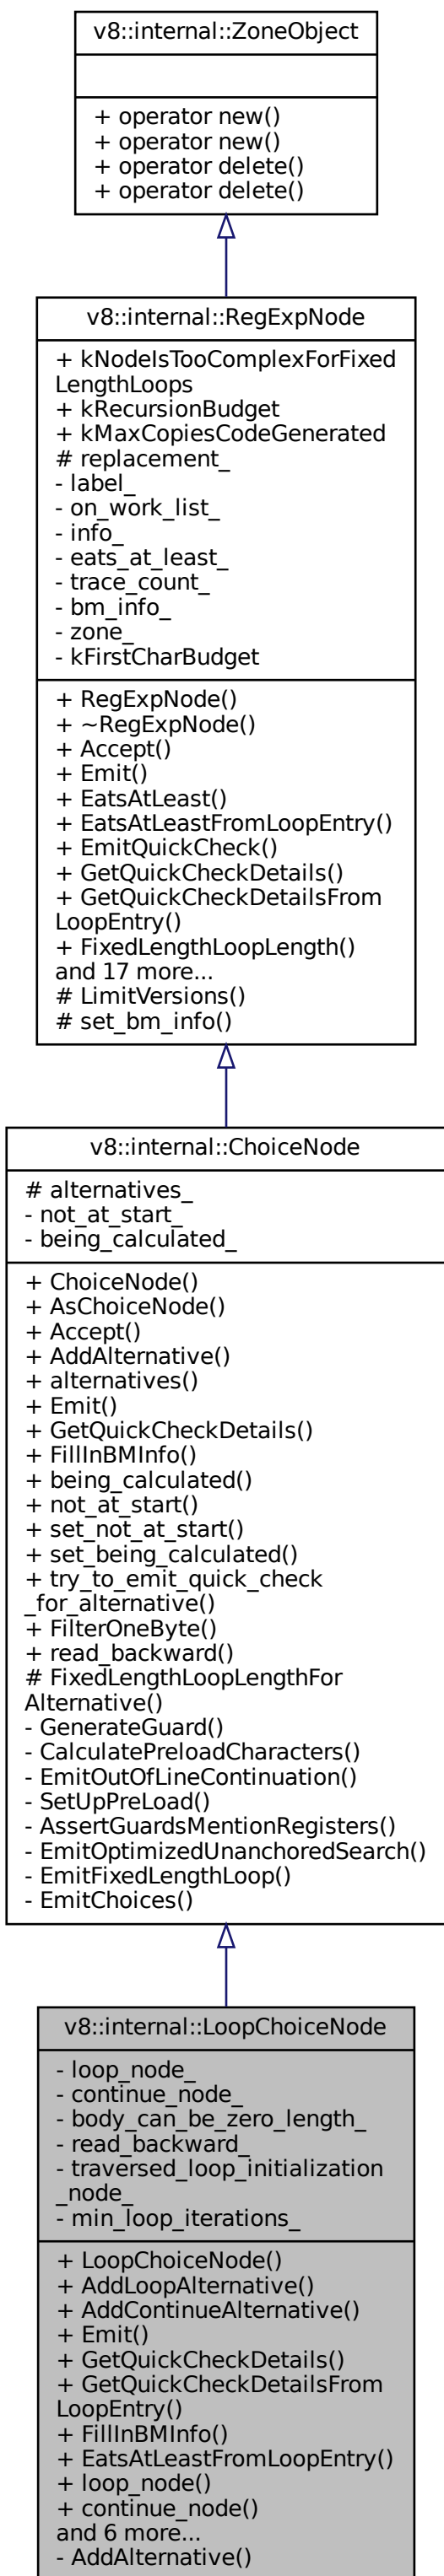 v8::internal::ZoneObject
+ operator new()
+ operator new()
+ operator delete()
+ operator delete()
v8::internal::RegExpNode
+ kNodeIsTooComplexForFixed
LengthLoops
+ kRecursionBudget
+ kMaxCopiesCodeGenerated
# replacement_
- label_
- on_work_list_
- info_
- eats_at_least_
- trace_count_
- bm_info_
- zone_
- kFirstCharBudget
+ RegExpNode()
+ ~RegExpNode()
+ Accept()
+ Emit()
+ EatsAtLeast()
+ EatsAtLeastFromLoopEntry()
+ EmitQuickCheck()
+ GetQuickCheckDetails()
+ GetQuickCheckDetailsFrom
LoopEntry()
+ FixedLengthLoopLength()
and 17 more...
# LimitVersions()
# set_bm_info()
v8::internal::ChoiceNode
# alternatives_
- not_at_start_
- being_calculated_
+ ChoiceNode()
+ AsChoiceNode()
+ Accept()
+ AddAlternative()
+ alternatives()
+ Emit()
+ GetQuickCheckDetails()
+ FillInBMInfo()
+ being_calculated()
+ not_at_start()
+ set_not_at_start()
+ set_being_calculated()
+ try_to_emit_quick_check
_for_alternative()
+ FilterOneByte()
+ read_backward()
# FixedLengthLoopLengthFor
Alternative()
- GenerateGuard()
- CalculatePreloadCharacters()
- EmitOutOfLineContinuation()
- SetUpPreLoad()
- AssertGuardsMentionRegisters()
- EmitOptimizedUnanchoredSearch()
- EmitFixedLengthLoop()
- EmitChoices()
v8::internal::LoopChoiceNode
- loop_node_
- continue_node_
- body_can_be_zero_length_
- read_backward_
- traversed_loop_initialization
_node_
- min_loop_iterations_
+ LoopChoiceNode()
+ AddLoopAlternative()
+ AddContinueAlternative()
+ Emit()
+ GetQuickCheckDetails()
+ GetQuickCheckDetailsFrom
LoopEntry()
+ FillInBMInfo()
+ EatsAtLeastFromLoopEntry()
+ loop_node()
+ continue_node()
and 6 more...
- AddAlternative()